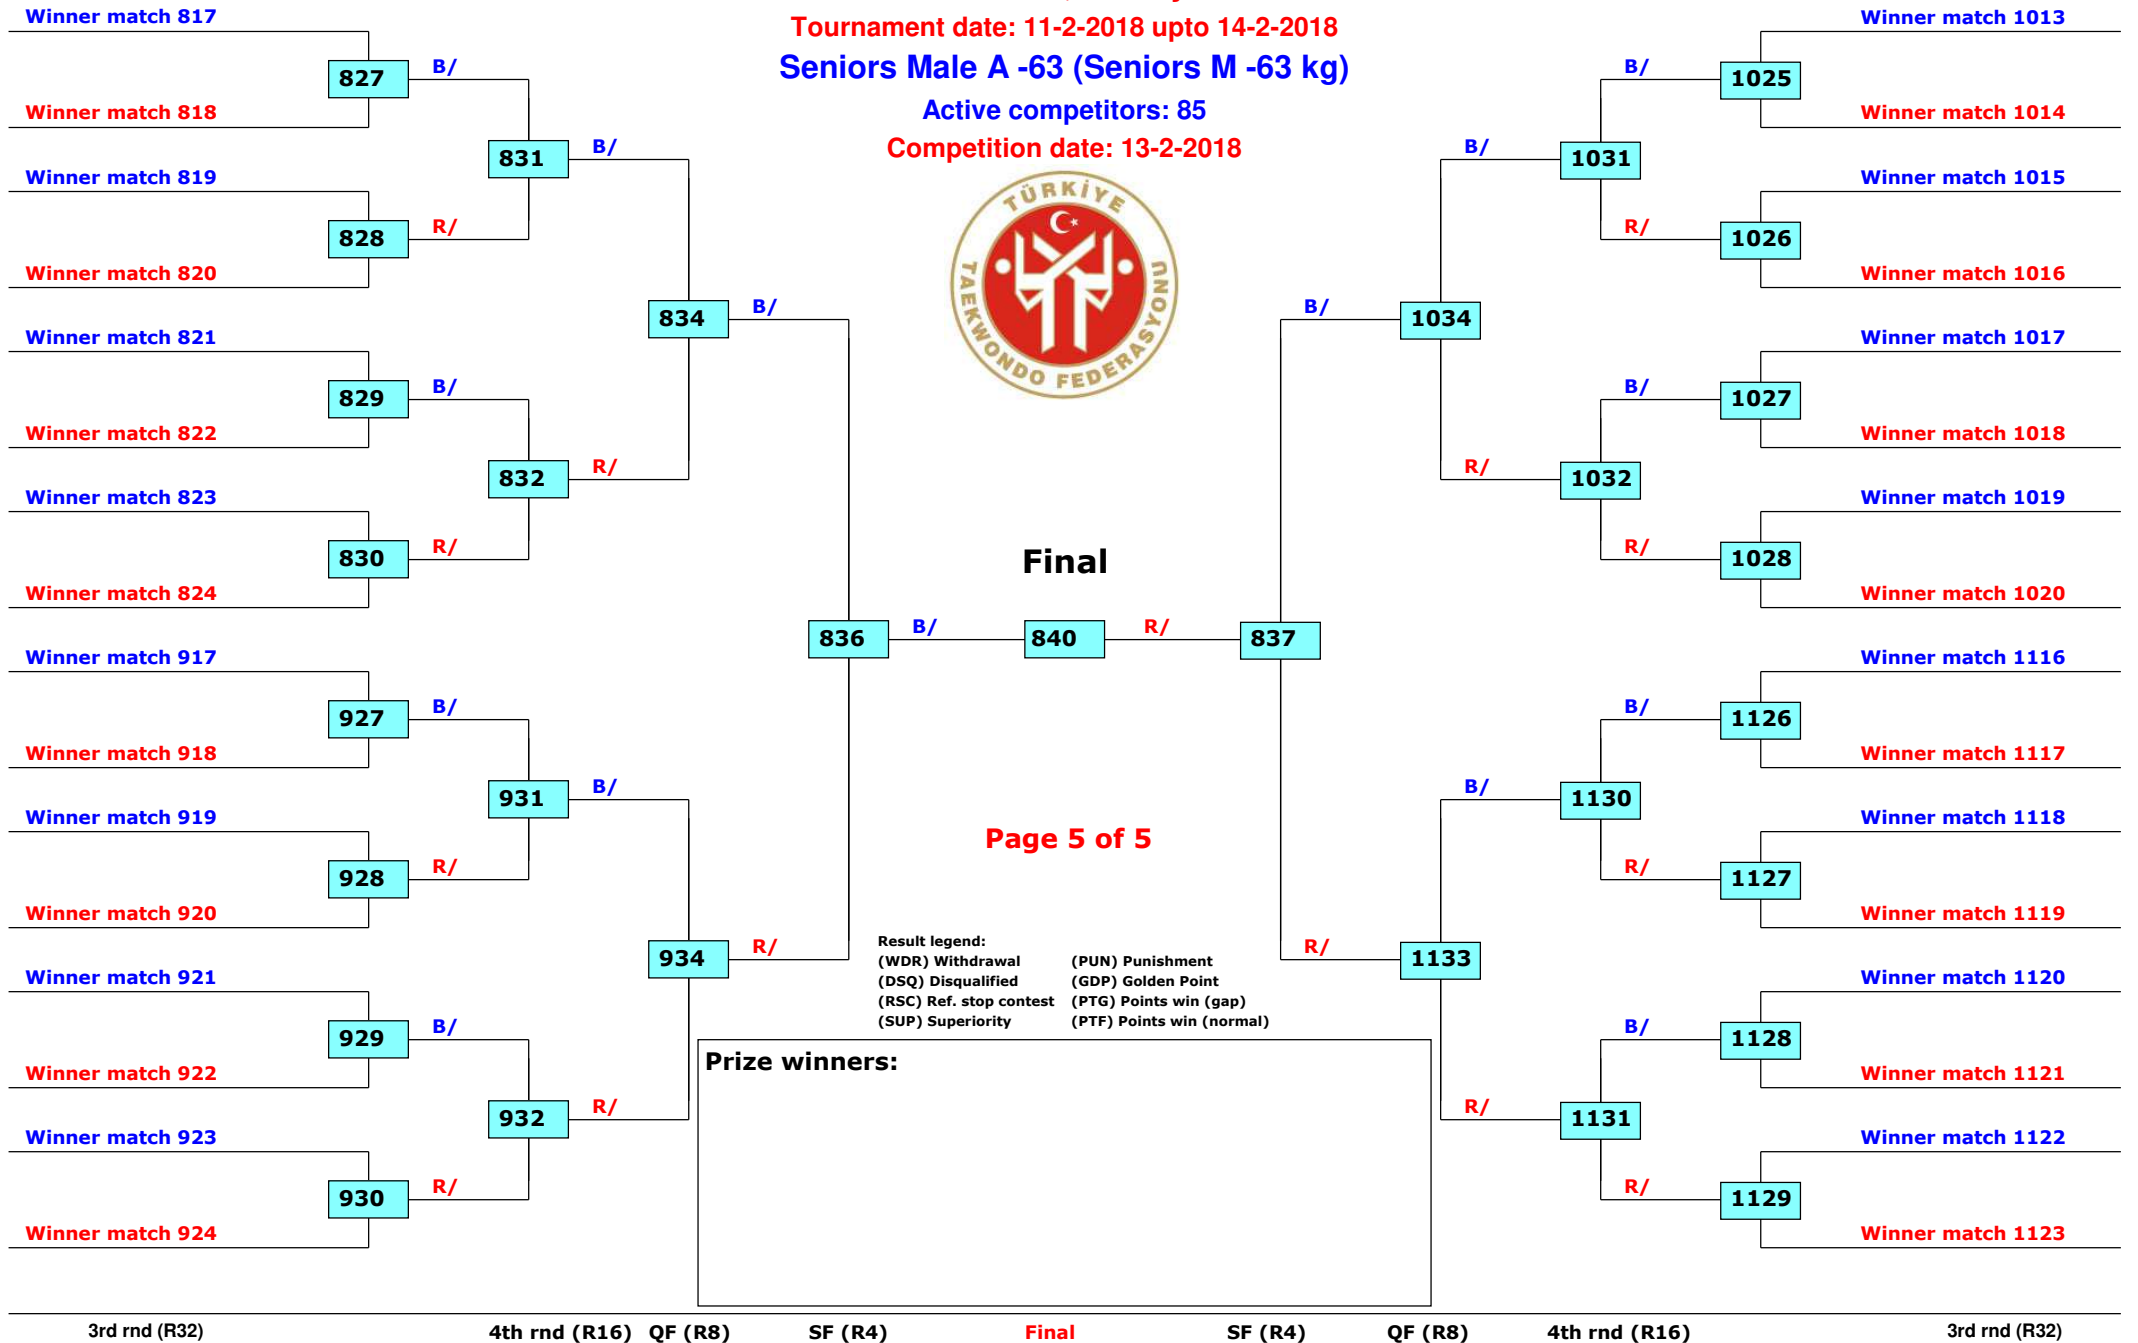 Tournament date: 11-2-2018 upto 14-2-2018
Seniors Male A -63 (Seniors M -63 kg)
Active competitors: 85
Competition date: 13-2-2018
TÜRKİYE
TAEKWONDO FEDERASYONU
Winner match 817
827
B/
Winner match 818
831
B/
Winner match 819
828
R/
Winner match 820
834
B/
Winner match 821
829
B/
Winner match 822
832
R/
Winner match 823
830
R/
Winner match 824
836
B/
Winner match 917
927
B/
Winner match 918
931
B/
Winner match 919
928
R/
Winner match 920
934
R/
Winner match 921
929
B/
Winner match 922
932
R/
Winner match 923
930
R/
Winner match 924
Final
840
Page 5 of 5
Winner match 1013
B/
1025
Winner match 1014
B/
1031
Winner match 1015
R/
1026
Winner match 1016
B/
1034
Winner match 1017
B/
1027
Winner match 1018
R/
1032
Winner match 1019
R/
1028
Winner match 1020
R/
837
Winner match 1116
B/
1126
Winner match 1117
B/
1130
Winner match 1118
R/
1127
Winner match 1119
R/
1133
Winner match 1120
B/
1128
Winner match 1121
R/
1131
Winner match 1122
R/
1129
Winner match 1123
Result legend:
(WDR) Withdrawal (PUN) Punishment
(DSQ) Disqualified (GDP) Golden Point
(RSC) Ref. stop contest (PTG) Points win (gap)
(SUP) Superiority (PTF) Points win (normal)
Prize winners:
3rd rnd (R32) 4th rnd (R16) QF (R8) SF (R4) Final SF (R4) QF (R8) 4th rnd (R16) 3rd rnd (R32)